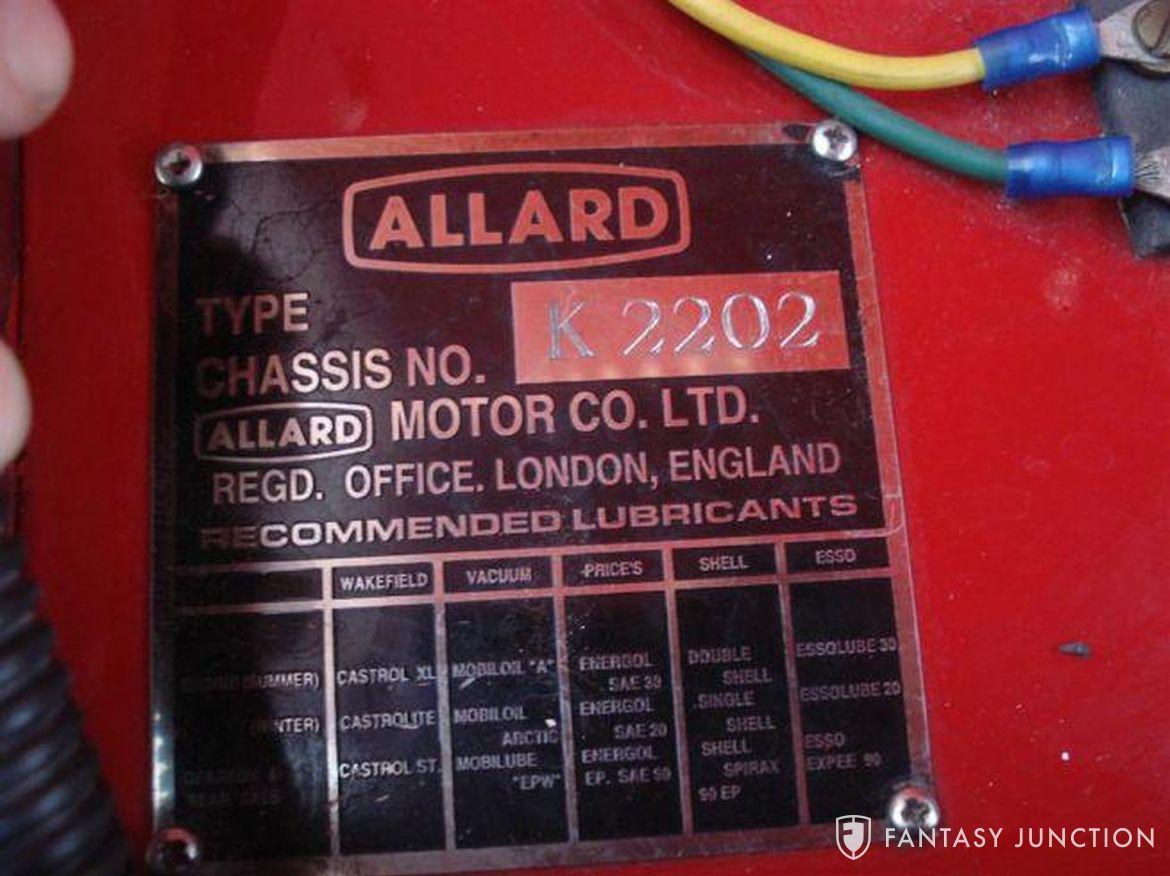 ALLARD
TYPE
CHASSIS NO. K 2202
ALLARD MOTOR CO. LTD.
REGD. OFFICE. LONDON, ENGLAND
RECOMMENDED LUBRICANTS
WAKEFIELD VACUUM PRICE'S SHELL ESSO
(SUMMER) CASTROL XL MOBILOIL "A" ENERGOL SAE 30 DOUBLE SHELL ESSOLUBE 30
(WINTER) CASTROLITE MOBILOIL ARCTIC ENERGOL SAE 20 SINGLE SHELL ESSOLUBE 20
CASTROL ST. MOBILUBE "EPW" ENERGOL EP. SAE 90 SHELL SPIRAX 90 EP ESSO EXPEE 90
FANTASY JUNCTION